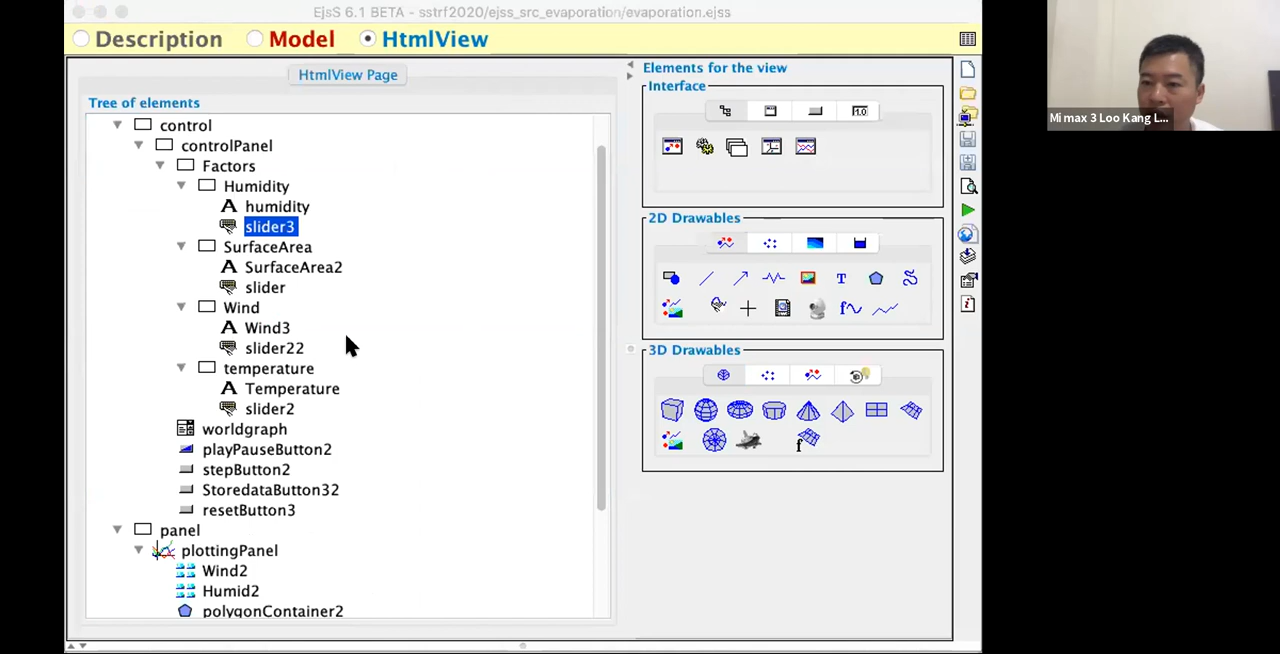 EjsS 6.1 BETA - sstrf2020/ejss_src_evaporation/evaporation.ejss
Description Model HtmlView
HtmlView Page
Tree of elements
control
controlPanel
Factors
Humidity
humidity
slider3
SurfaceArea
SurfaceArea2
slider
Wind
Wind3
slider22
temperature
Temperature
slider2
worldgraph
playPauseButton2
stepButton2
StoredataButton32
resetButton3
panel
plottingPanel
Wind2
Humid2
polygonContainer2
Elements for the view
Interface
2D Drawables
3D Drawables
Mi max 3 Loo Kang L...